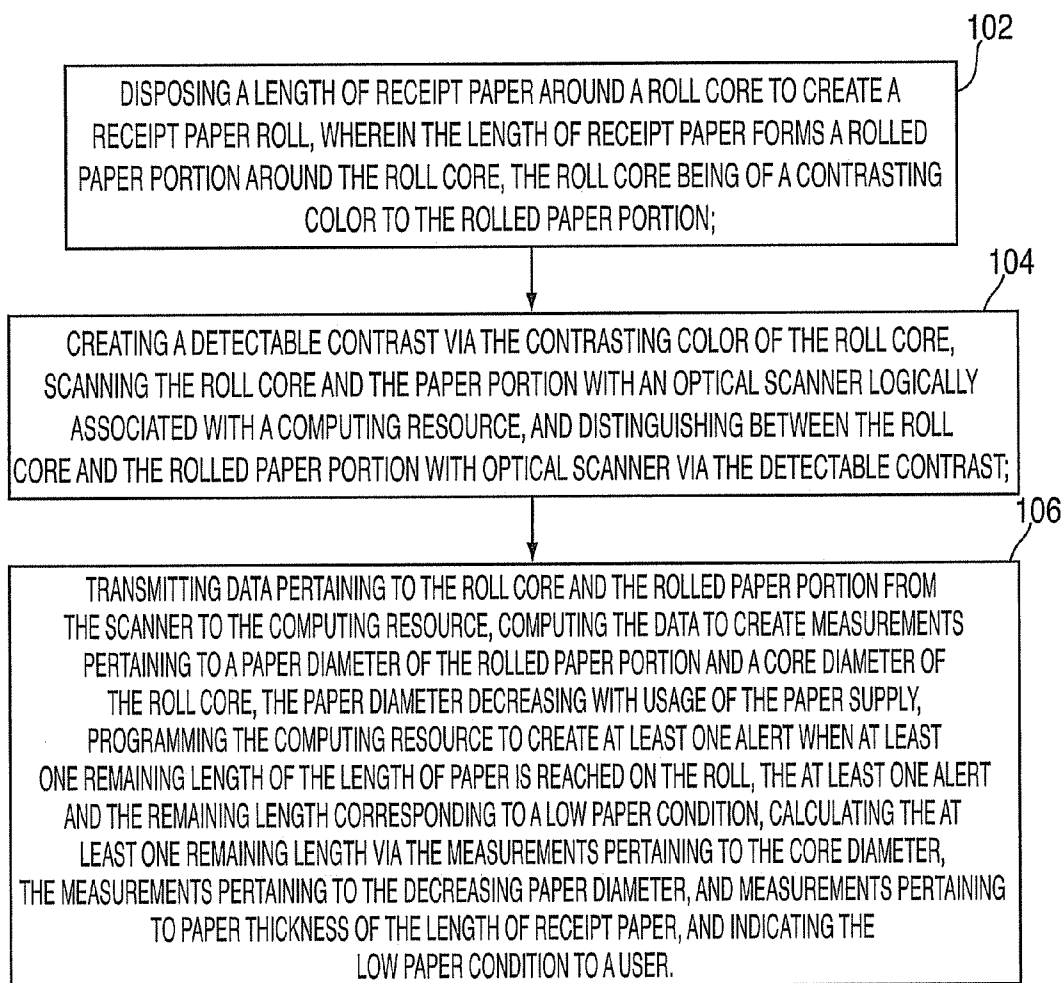 102
DISPOSING A LENGTH OF RECEIPT PAPER AROUND A ROLL CORE TO CREATE A
RECEIPT PAPER ROLL, WHEREIN THE LENGTH OF RECEIPT PAPER FORMS A ROLLED
PAPER PORTION AROUND THE ROLL CORE, THE ROLL CORE BEING OF A CONTRASTING
COLOR TO THE ROLLED PAPER PORTION;
104
CREATING A DETECTABLE CONTRAST VIA THE CONTRASTING COLOR OF THE ROLL CORE,
SCANNING THE ROLL CORE AND THE PAPER PORTION WITH AN OPTICAL SCANNER LOGICALLY
ASSOCIATED WITH A COMPUTING RESOURCE, AND DISTINGUISHING BETWEEN THE ROLL
CORE AND THE ROLLED PAPER PORTION WITH OPTICAL SCANNER VIA THE DETECTABLE CONTRAST;
106
TRANSMITTING DATA PERTAINING TO THE ROLL CORE AND THE ROLLED PAPER PORTION FROM
THE SCANNER TO THE COMPUTING RESOURCE, COMPUTING THE DATA TO CREATE MEASUREMENTS
PERTAINING TO A PAPER DIAMETER OF THE ROLLED PAPER PORTION AND A CORE DIAMETER OF
THE ROLL CORE, THE PAPER DIAMETER DECREASING WITH USAGE OF THE PAPER SUPPLY,
PROGRAMMING THE COMPUTING RESOURCE TO CREATE AT LEAST ONE ALERT WHEN AT LEAST
ONE REMAINING LENGTH OF THE LENGTH OF PAPER IS REACHED ON THE ROLL, THE AT LEAST ONE ALERT
AND THE REMAINING LENGTH CORRESPONDING TO A LOW PAPER CONDITION, CALCULATING THE AT
LEAST ONE REMAINING LENGTH VIA THE MEASUREMENTS PERTAINING TO THE CORE DIAMETER,
THE MEASUREMENTS PERTAINING TO THE DECREASING PAPER DIAMETER, AND MEASUREMENTS PERTAINING
TO PAPER THICKNESS OF THE LENGTH OF RECEIPT PAPER, AND INDICATING THE
LOW PAPER CONDITION TO A USER.